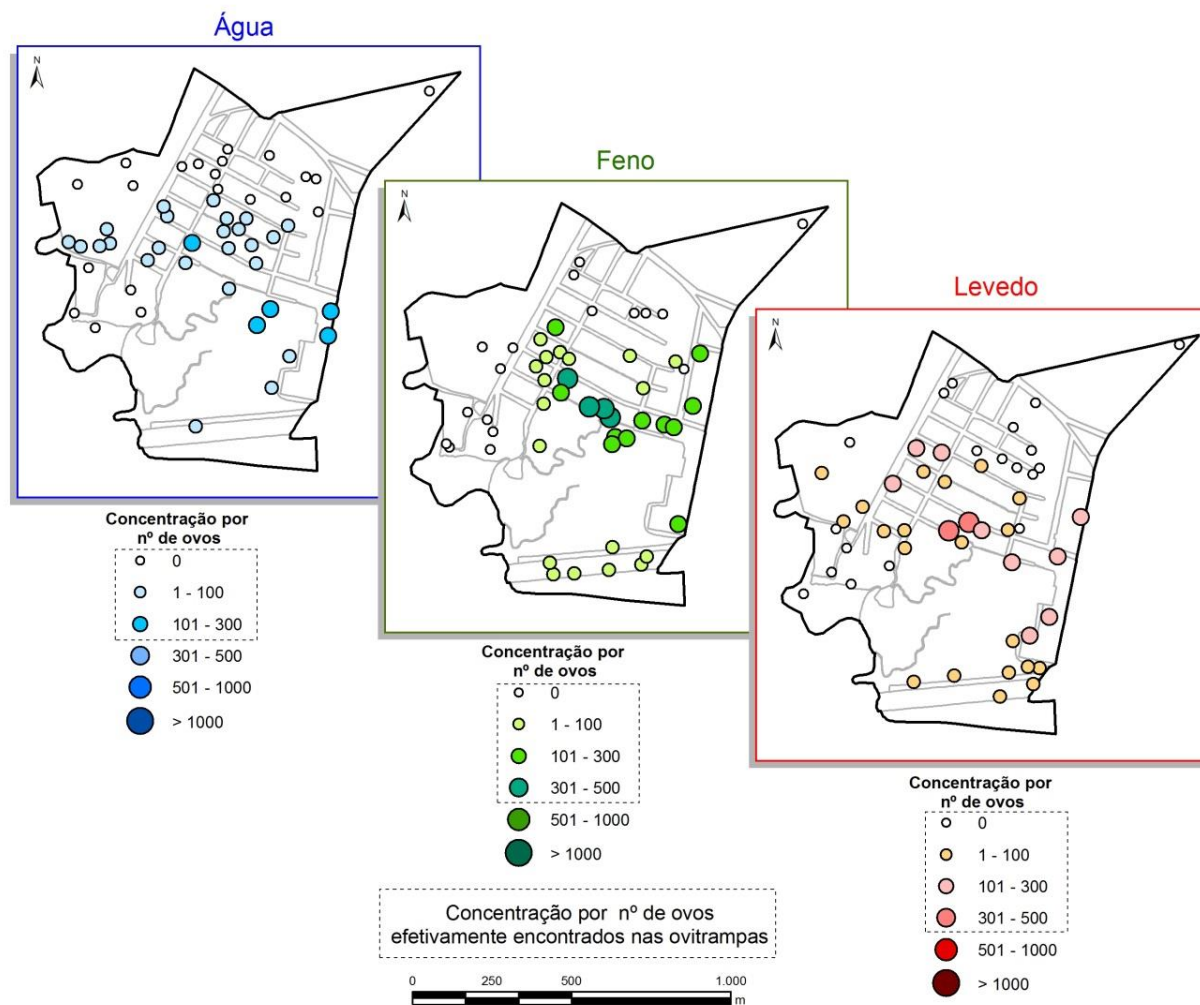 Água
N
Concentração por
nº de ovos
0
1 - 100
101 - 300
301 - 500
501 - 1000
> 1000
Feno
N
Concentração por
nº de ovos
0
1 - 100
101 - 300
301 - 500
501 - 1000
> 1000
Levedo
N
Concentração por
nº de ovos
0
1 - 100
101 - 300
301 - 500
501 - 1000
> 1000
Concentração por nº de ovos
efetivamente encontrados nas ovitrampas
0 250 500 1.000
m